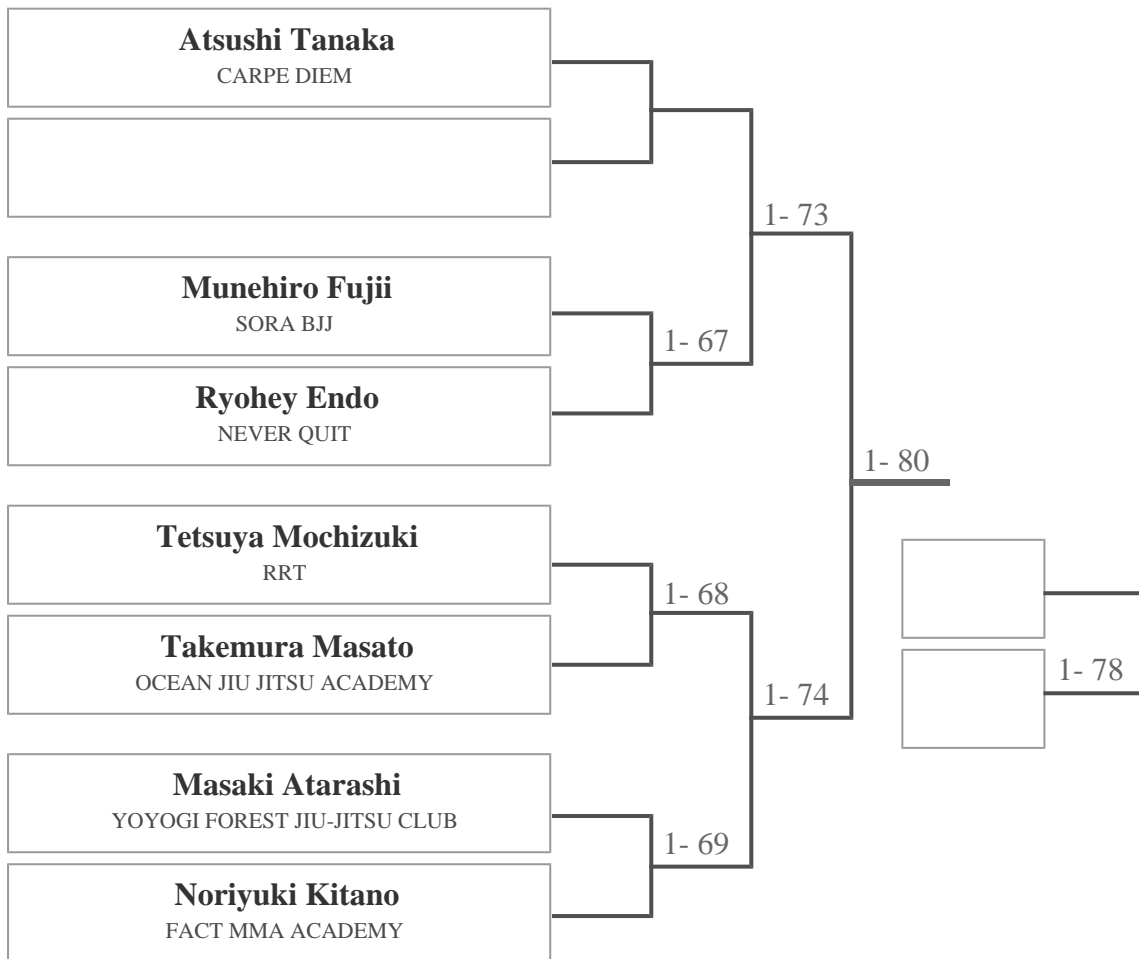 Atsushi Tanaka
CARPE DIEM
1- 73
Munehiro Fujii
SORA BJJ
1- 67
Ryohey Endo
NEVER QUIT
1- 80
Tetsuya Mochizuki
RRT
1- 68
Takemura Masato
OCEAN JIU JITSU ACADEMY
1- 78
1- 74
Masaki Atarashi
YOYOGI FOREST JIU-JITSU CLUB
1- 69
Noriyuki Kitano
FACT MMA ACADEMY